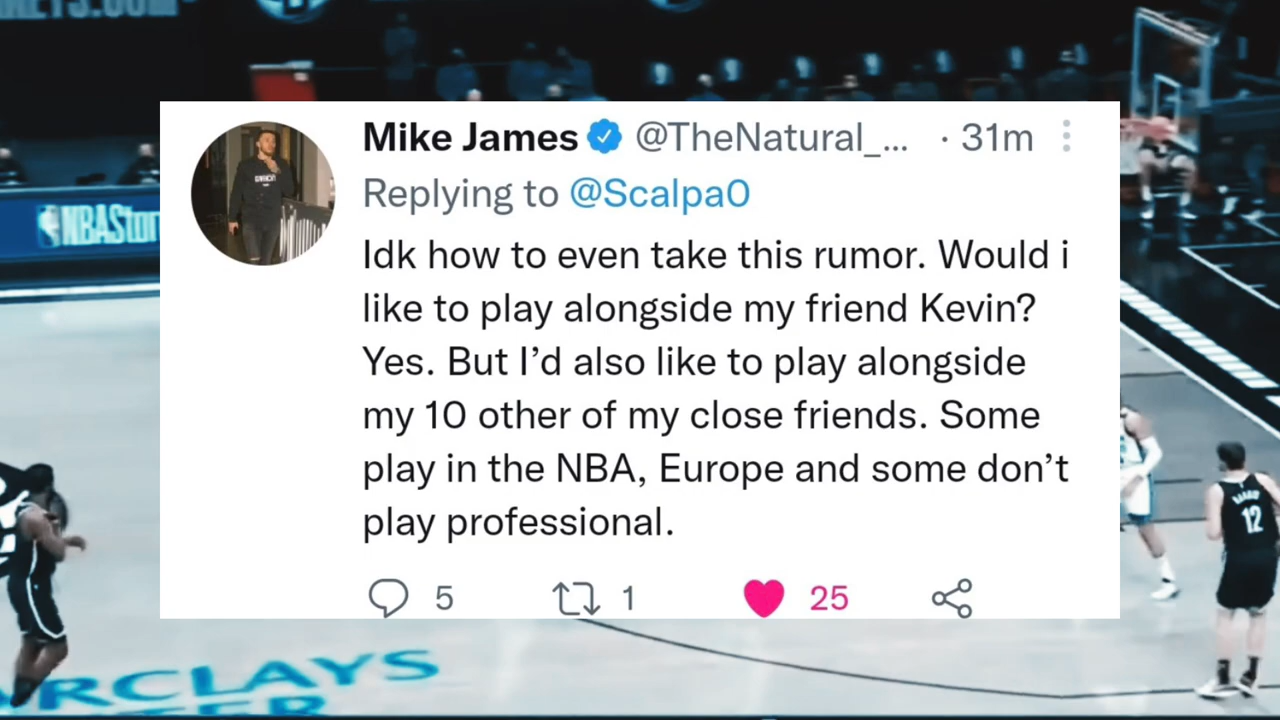 Mike James @TheNatural_... · 31m
Replying to @Scalpa0
Idk how to even take this rumor. Would i
like to play alongside my friend Kevin?
Yes. But I’d also like to play alongside
my 10 other of my close friends. Some
play in the NBA, Europe and some don’t
play professional.
5 1 25
NBAStor
12
RCLAYS
TER